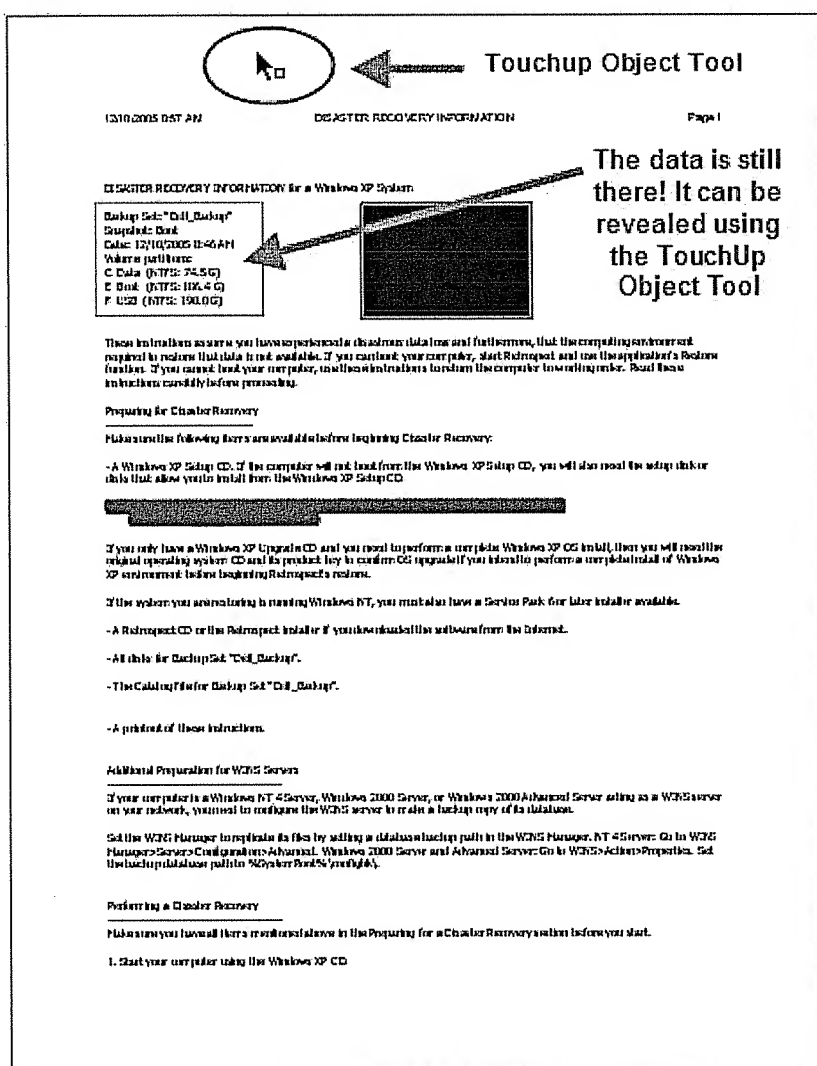 Touchup Object Tool
12/10/2005 8:57 AM DISASTER RECOVERY INFORMATION Page 1
The data is still
there! It can be
revealed using
the TouchUp
Object Tool
DISASTER RECOVERY INFORMATION for a Windows XP System
Backup Set: "Dell_Backup"
Snapshot: Boot
Date: 12/10/2005 8:46 AM
Volume partitions:
C: Data (NTFS: 74.5 G)
E: Boot (NTFS: 186.4 G)
F: USB (NTFS: 190.0 G)
These instructions assume you have experienced a disastrous data loss and furthermore, that the computing environment
required to restore that data is not available. If you can boot your computer, start Retrospect and use the application's Restore
function. If you cannot boot your computer, use these instructions to return the computer to working order. Read these
instructions carefully before proceeding.
Preparing for Disaster Recovery
Make sure the following items are available before beginning Disaster Recovery:
- A Windows XP Setup CD. If the computer will not boot from the Windows XP Setup CD, you will also need the setup disk or
disks that allow you to install from the Windows XP Setup CD
If you only have a Windows XP Upgrade CD and you need to perform a complete Windows XP OS install, then you will need the
original operating system CD and its product key to confirm OS upgrade if you intend to perform a complete install of Windows
XP environment before beginning Retrospect's restore.
If the system you are restoring is running Windows NT, you must also have a Service Pack 6 or later installer available.
- A Retrospect CD or the Retrospect installer if you downloaded the software from the Internet.
- All disks for Backup Set "Dell_Backup".
- The Catalog File for Backup Set "Dell_Backup".
- A printout of these instructions.
Additional Preparation for WINS Servers
If your computer is a Windows NT 4 Server, Windows 2000 Server, or Windows 2000 Advanced Server acting as a WINS server
on your network, you need to configure the WINS server to make a backup copy of its database.
Set the WINS Manager to replicate its files by setting a database backup path in the WINS Manager. NT 4 Server: Go to WINS
Manager>Server>Configuration>Advanced. Windows 2000 Server and Advanced Server: Go to WINS>Action>Properties. Set
the backup database path to %System Root%\
Performing a Disaster Recovery
Make sure you have all items mentioned above in the Preparing for a Disaster Recovery section before you start.
1. Start your computer using the Windows XP CD